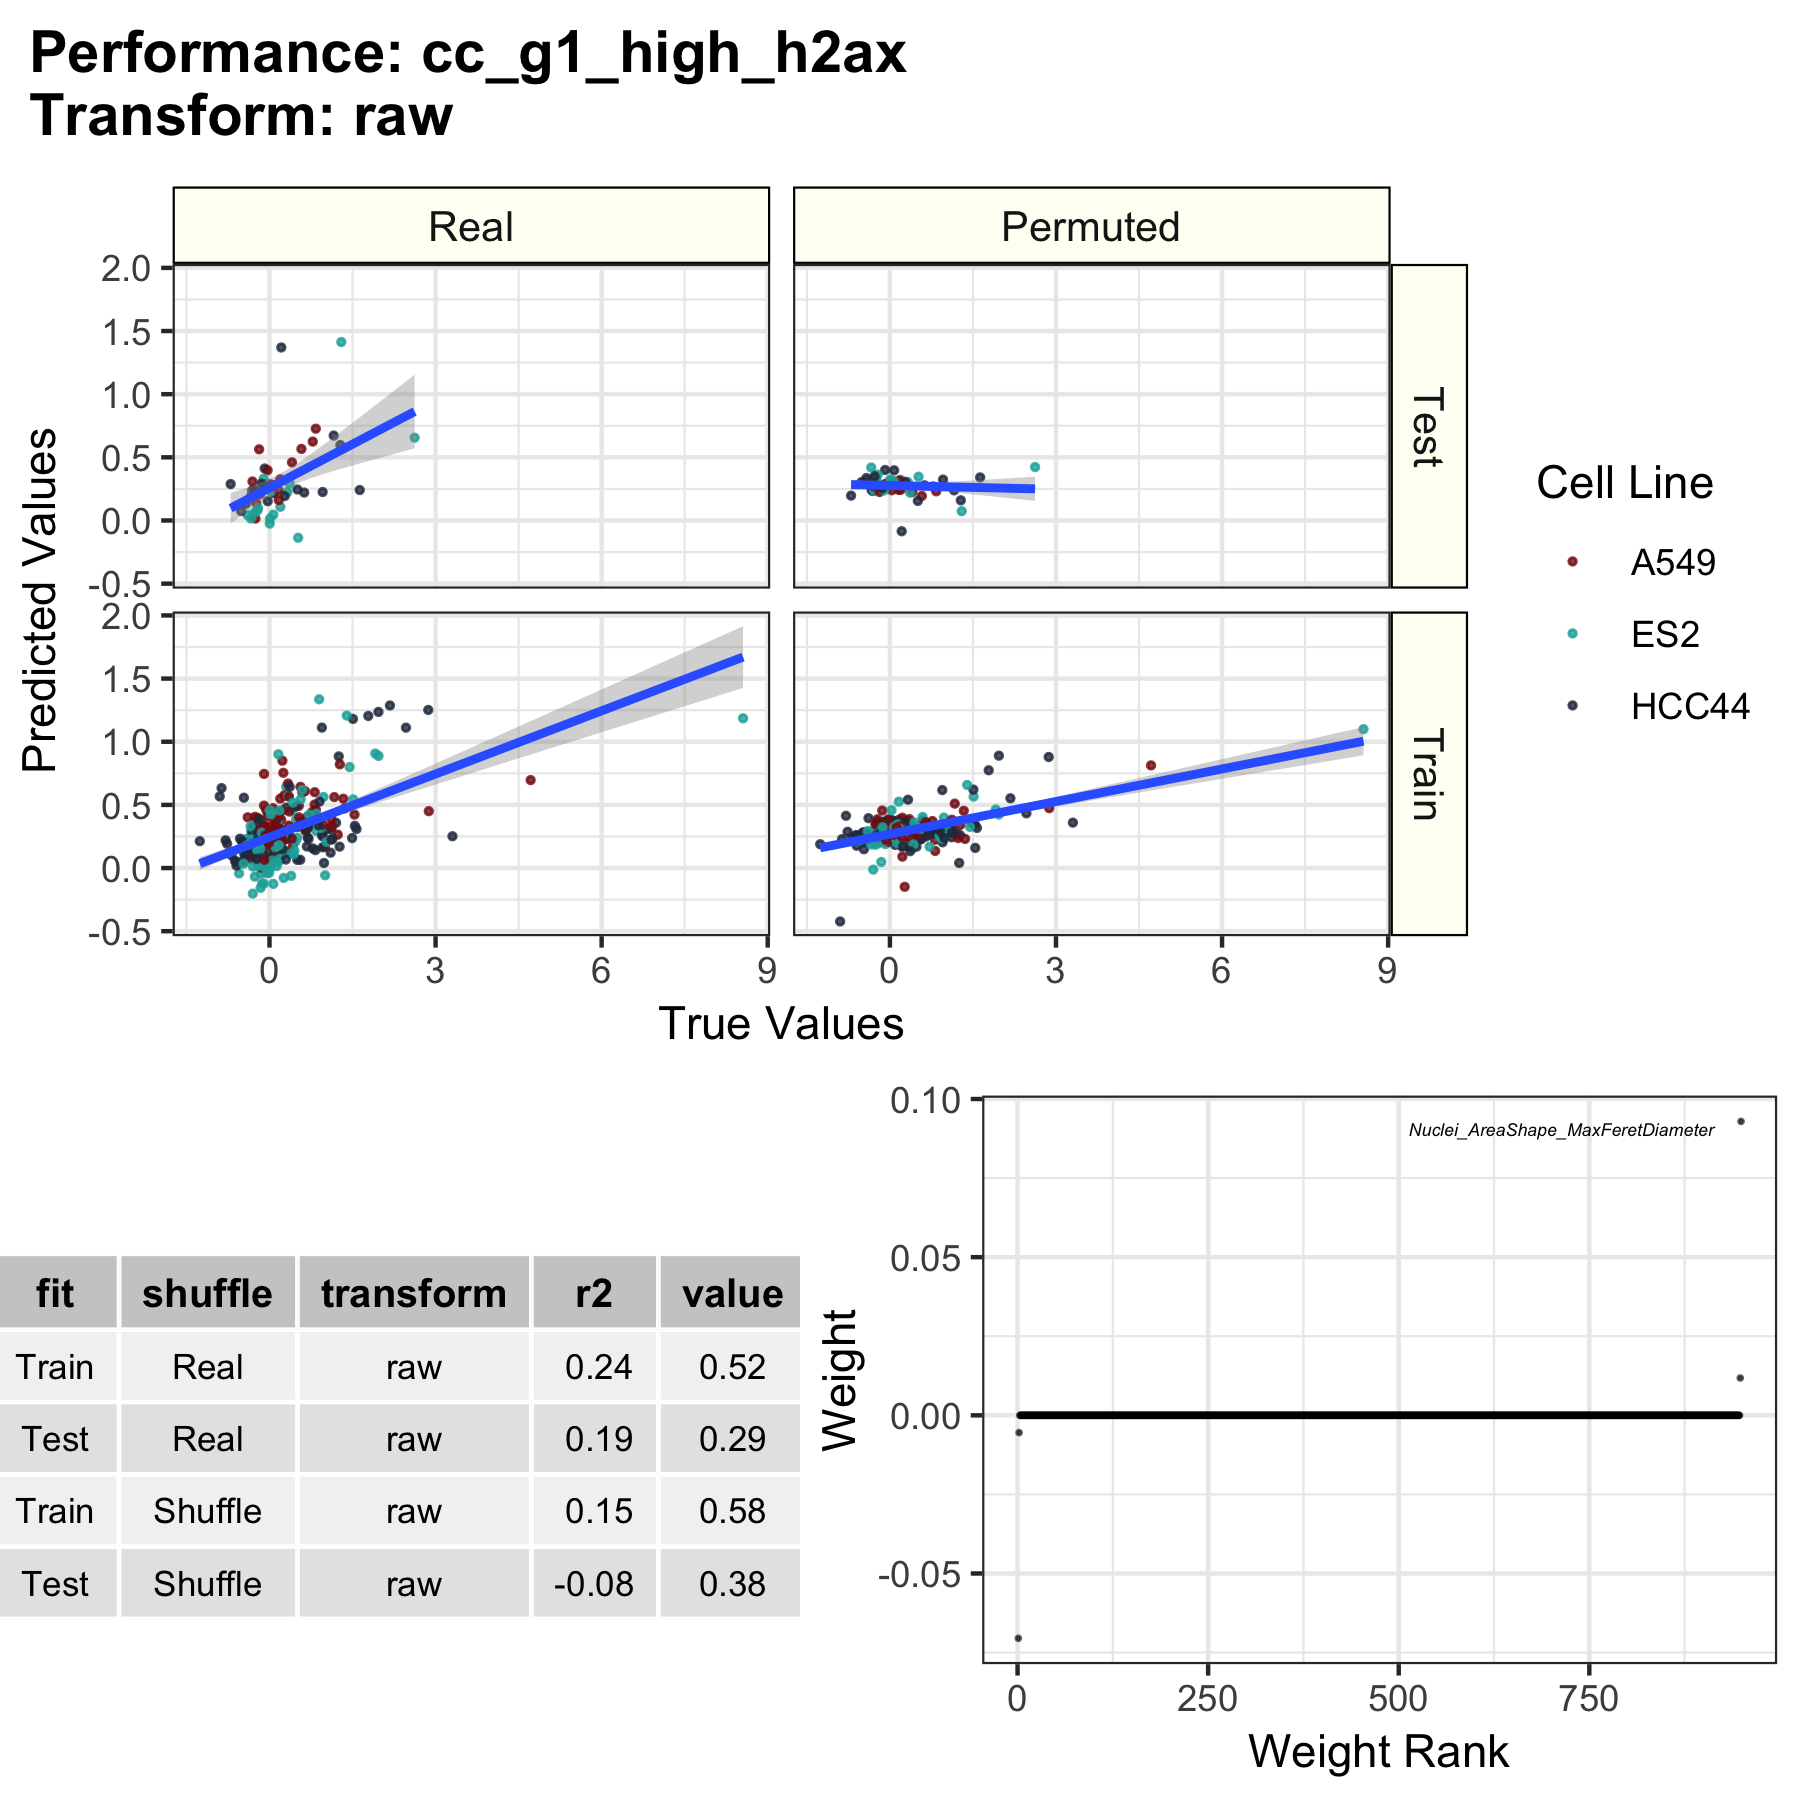 Performance: cc_g1_high_h2ax
Transform: raw
Real
Permuted
2.0
1.5
1.0
0.5
0.0
-0.5
Test
2.0
1.5
1.0
0.5
0.0
-0.5
Train
Predicted Values
0 3 6 9
0 3 6 9
True Values
Cell Line
A549
ES2
HCC44
fit shuffle transform r2 value
Train Real raw 0.24 0.52
Test Real raw 0.19 0.29
Train Shuffle raw 0.15 0.58
Test Shuffle raw -0.08 0.38
0.10
0.05
0.00
-0.05
Weight
Nuclei_AreaShape_MaxFeretDiameter
0 250 500 750
Weight Rank